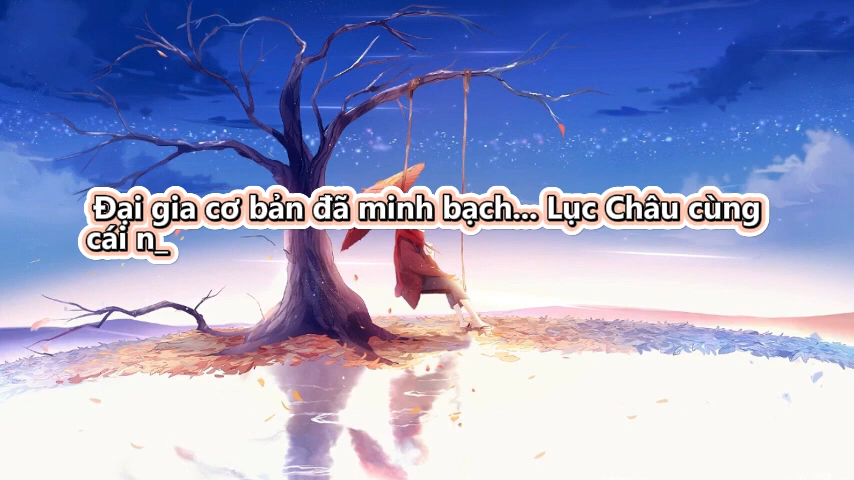 Đại gia cơ bản đã minh bạch... Lục Châu cùng
cái n_